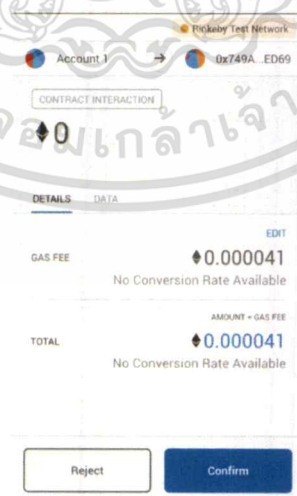 Rinkeby Test Network
Account 1 → 0x749A...ED69
CONTRACT INTERACTION
0
DETAILS DATA
EDIT
GAS FEE 0.000041
No Conversion Rate Available
AMOUNT + GAS FEE
TOTAL 0.000041
No Conversion Rate Available
Reject Confirm